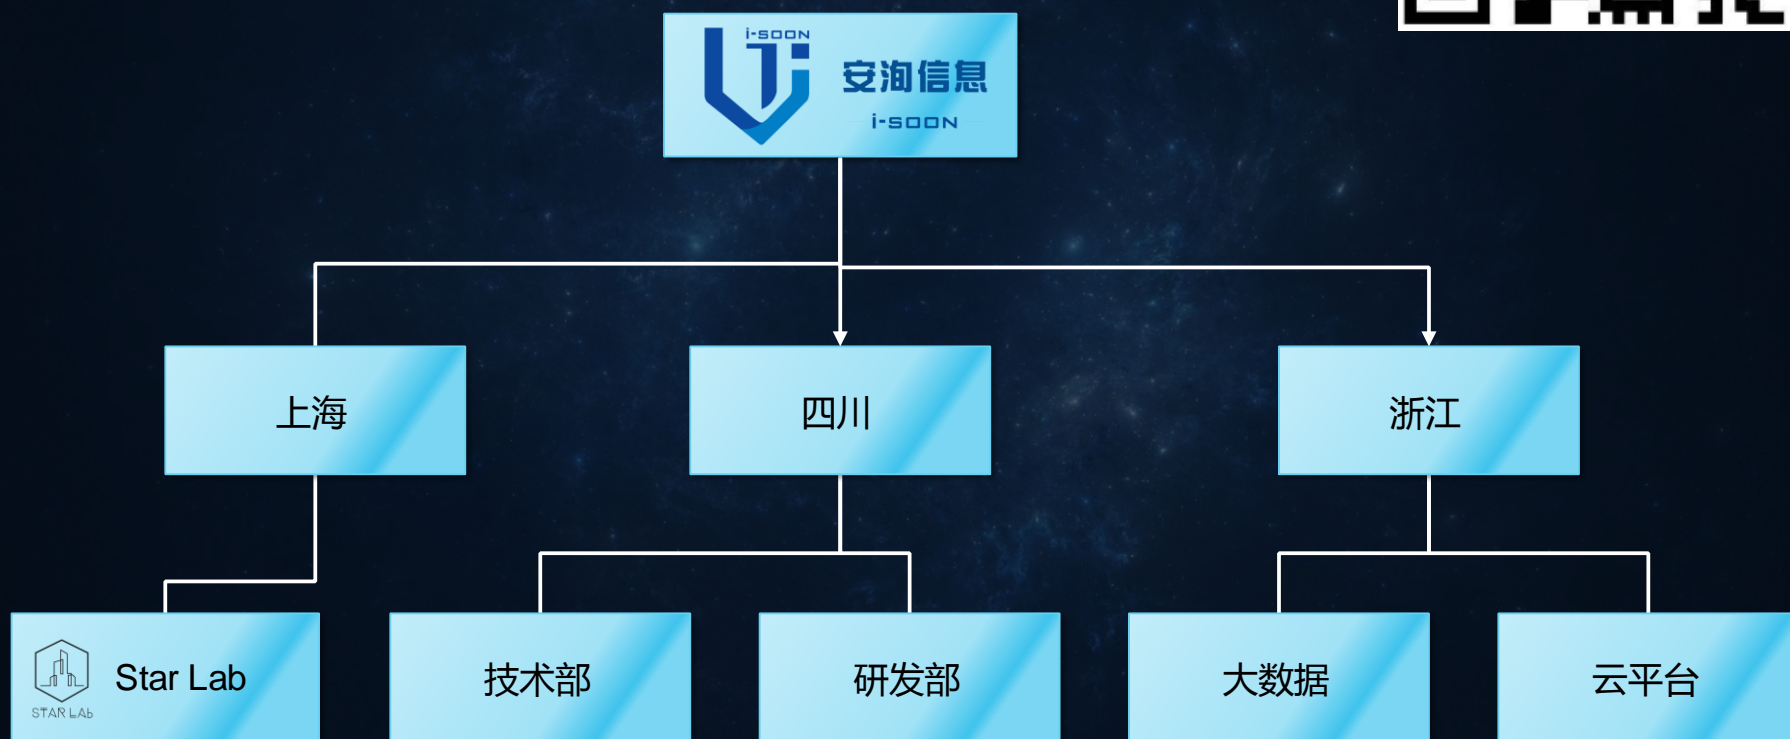 i-SOON
安洵信息
i-SOON
上海
四川
浙江
Star Lab
STAR LAb
技术部
研发部
大数据
云平台